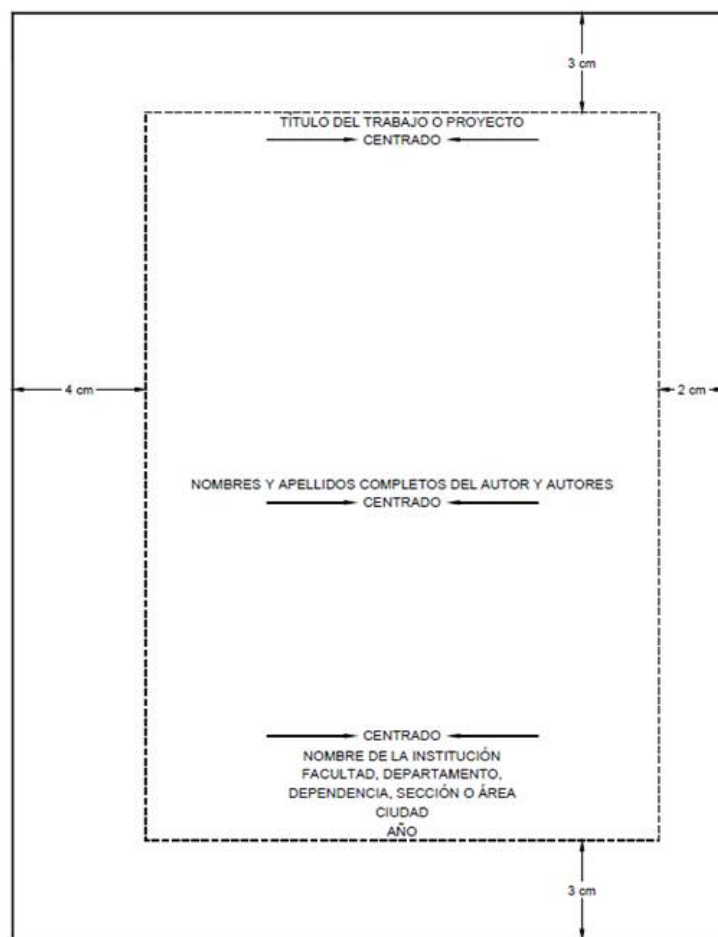 3 cm
TÍTULO DEL TRABAJO O PROYECTO
CENTRADO
4 cm
2 cm
NOMBRES Y APELLIDOS COMPLETOS DEL AUTOR Y AUTORES
CENTRADO
CENTRADO
NOMBRE DE LA INSTITUCIÓN
FACULTAD, DEPARTAMENTO,
DEPENDENCIA, SECCIÓN O ÁREA
CIUDAD
AÑO
3 cm